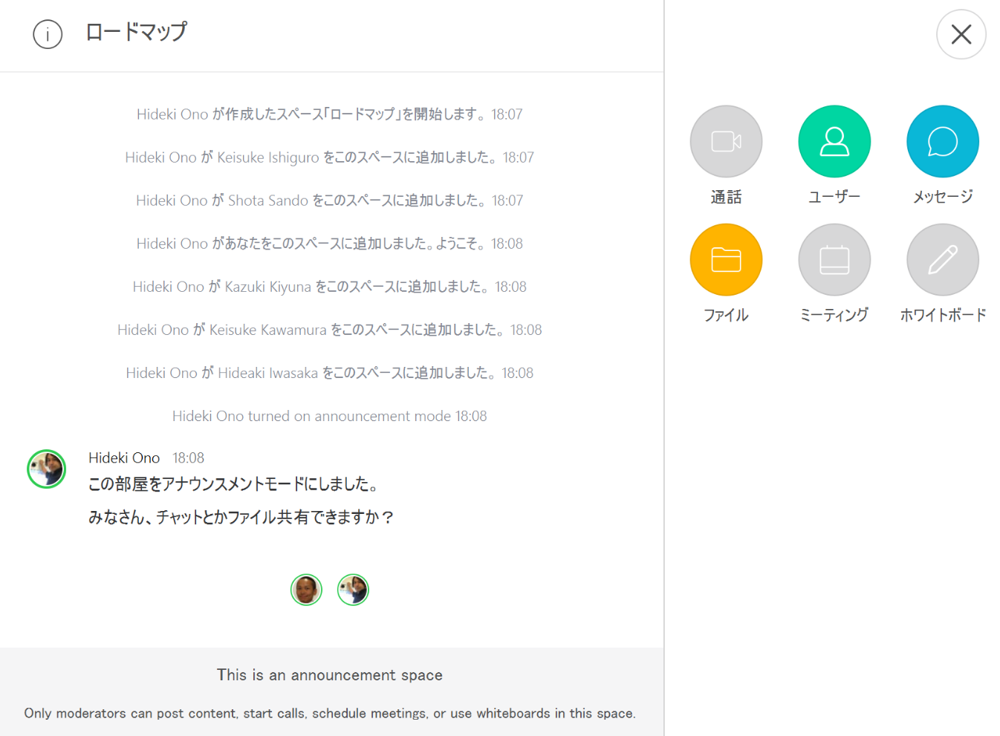 ロードマップ
Hideki Ono が作成したスペース「ロードマップ」を開始します。 18:07
Hideki Ono が Keisuke Ishiguro をこのスペースに追加しました。 18:07
Hideki Ono が Shota Sando をこのスペースに追加しました。 18:07
Hideki Ono があなたをこのスペースに追加しました。ようこそ。 18:08
Hideki Ono が Kazuki Kiyuna をこのスペースに追加しました。 18:08
Hideki Ono が Keisuke Kawamura をこのスペースに追加しました。 18:08
Hideki Ono が Hideaki Iwasaka をこのスペースに追加しました。 18:08
Hideki Ono turned on announcement mode 18:08
Hideki Ono 18:08
この部屋をアナウンスメントモードにしました。
みなさん、チャットとかファイル共有できますか？
This is an announcement space
Only moderators can post content, start calls, schedule meetings, or use whiteboards in this space.
通話 ユーザー メッセージ
ファイル ミーティング ホワイトボード